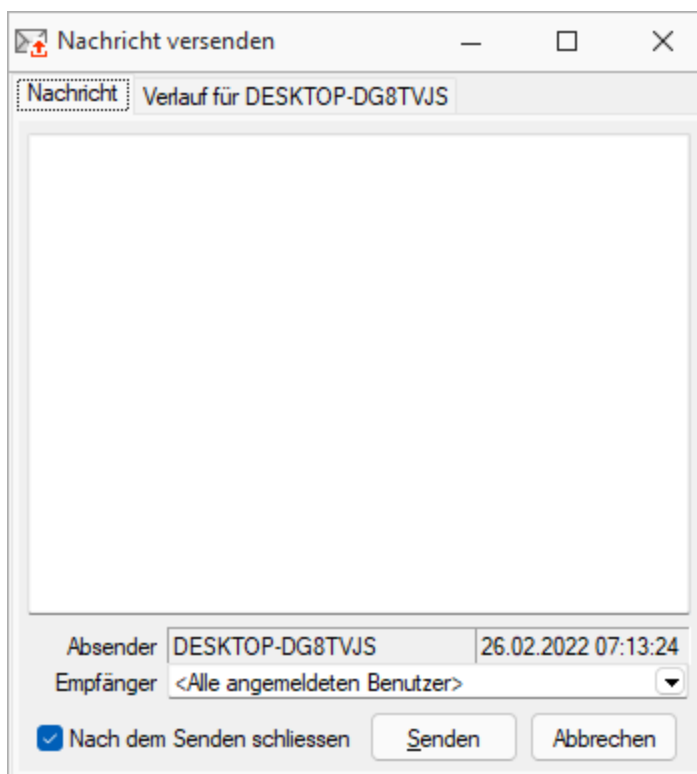 Nachricht versenden
Nachricht Verlauf für DESKTOP-DG8TVJS
Absender DESKTOP-DG8TVJS 26.02.2022 07:13:24
Empfänger <Alle angemeldeten Benutzer>
Nach dem Senden schliessen Senden Abbrechen